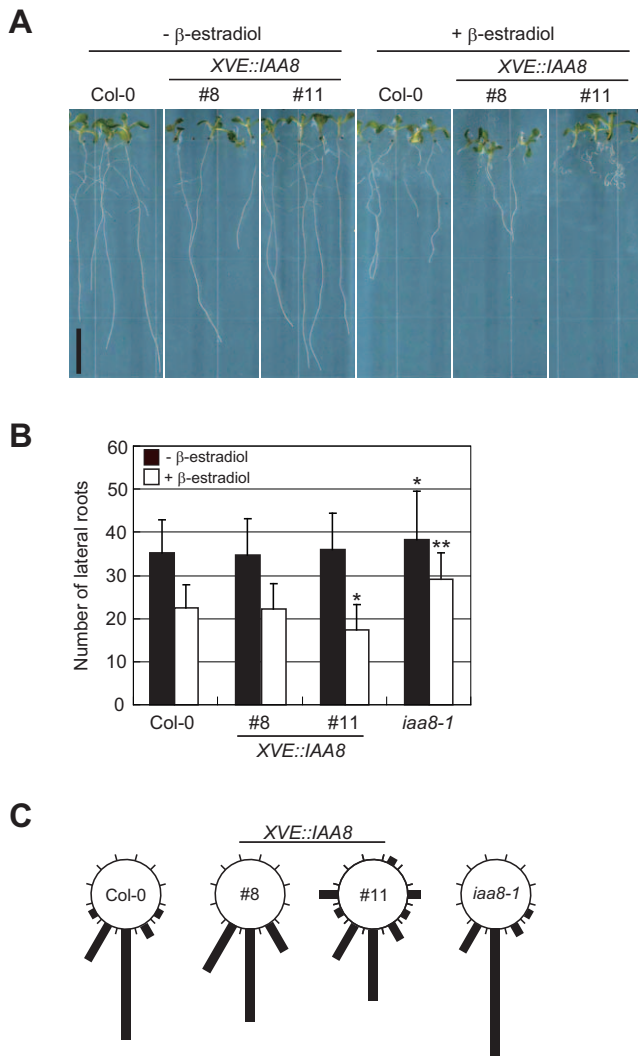 A
- β-estradiol
+ β-estradiol
XVE::IAA8
XVE::IAA8
Col-0
#8
#11
Col-0
#8
#11
B
60
50
40
30
20
10
0
Number of lateral roots
- β-estradiol
+ β-estradiol
*
*
**
Col-0
#8
#11
iaa8-1
XVE::IAA8
C
XVE::IAA8
Col-0
#8
#11
iaa8-1